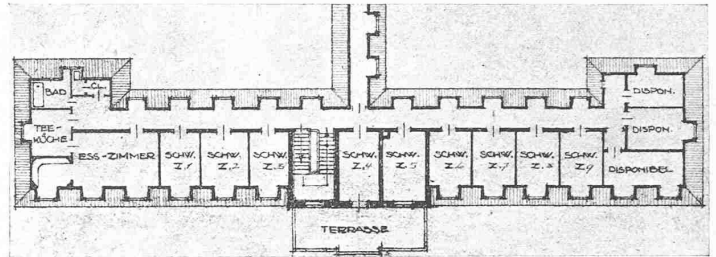 BAD
CL.
DISPON.
TEE-
KÜCHE
DISPON.
ESS-ZIMMER
SCHW.
Z.1
SCHW.
Z.2
SCHW.
Z.3
SCHW.
Z.4
SCHW.
Z.5
SCHW.
Z.6
SCHW.
Z.7
SCHW.
Z.8
SCHW.
Z.9
DISPONIBEL
TERRASSE